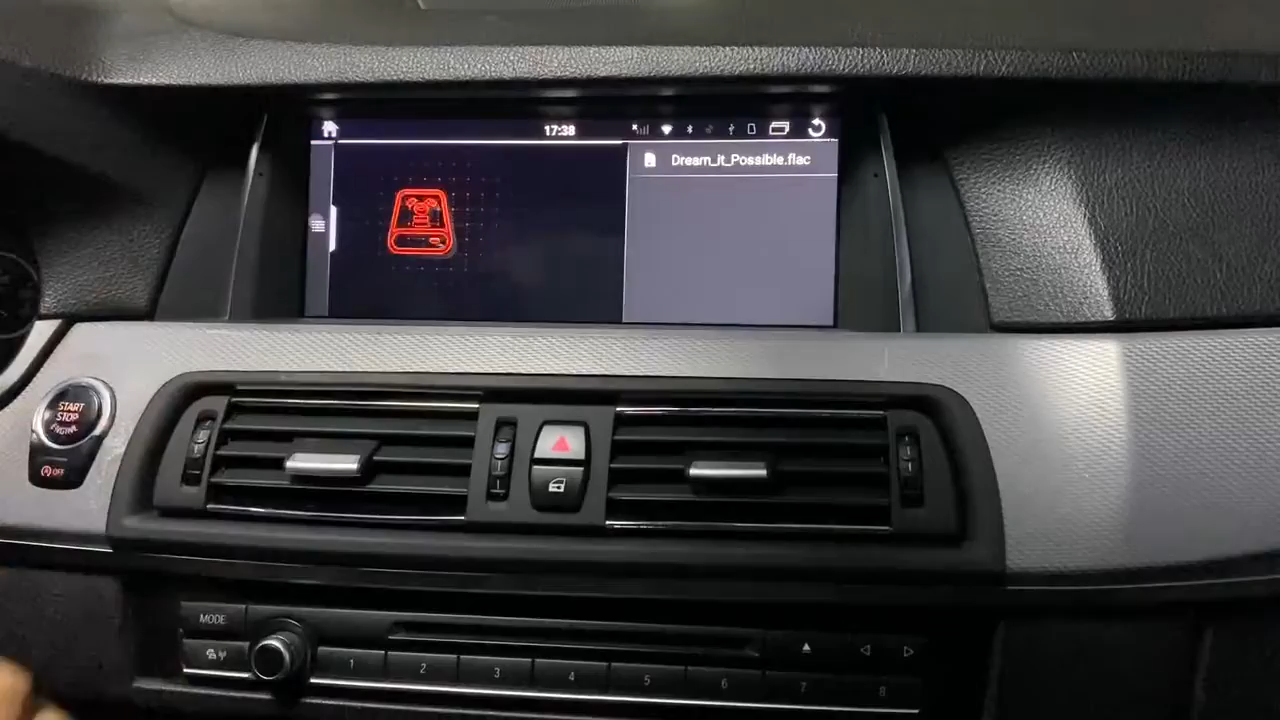 17:38
Dream_it_Possible.flac
START
STOP
ENGINE
OFF
MODE
1
2
3
4
5
6
7
8